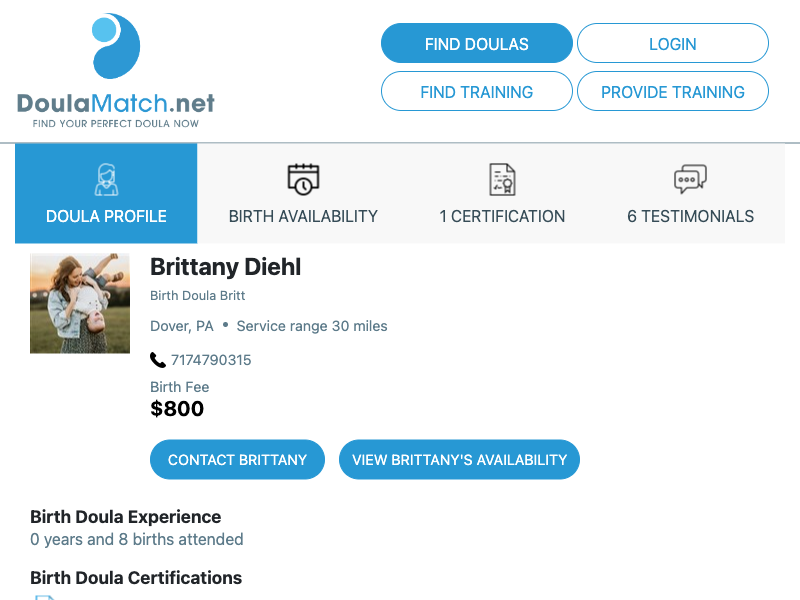 DoulaMatch.net
FIND YOUR PERFECT DOULA NOW
FIND DOULAS
LOGIN
FIND TRAINING
PROVIDE TRAINING
DOULA PROFILE
BIRTH AVAILABILITY
1 CERTIFICATION
6 TESTIMONIALS
Brittany Diehl
Birth Doula Britt
Dover, PA • Service range 30 miles
7174790315
Birth Fee
$800
CONTACT BRITTANY
VIEW BRITTANY'S AVAILABILITY
Birth Doula Experience
0 years and 8 births attended
Birth Doula Certifications